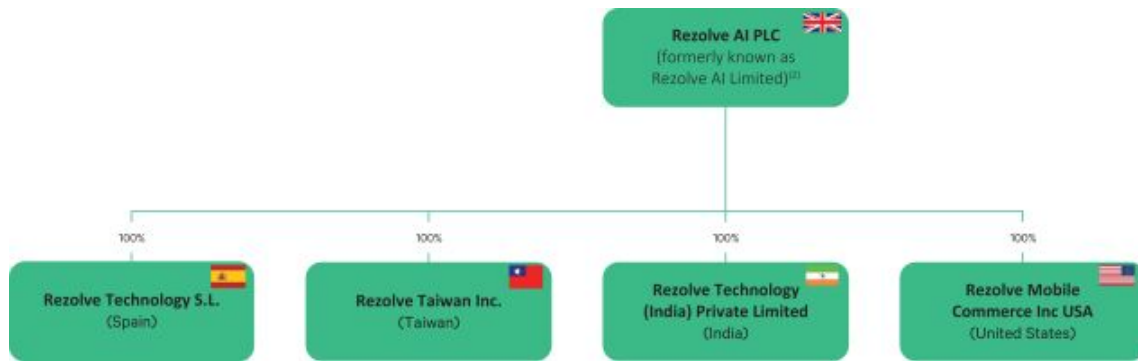 Rezolve AI PLC
(formerly known as
Rezolve AI Limited)(2)
100%
100%
100%
100%
Rezolve Technology S.L.
(Spain)
Rezolve Taiwan Inc.
(Taiwan)
Rezolve Technology
(India) Private Limited
(India)
Rezolve Mobile
Commerce Inc USA
(United States)